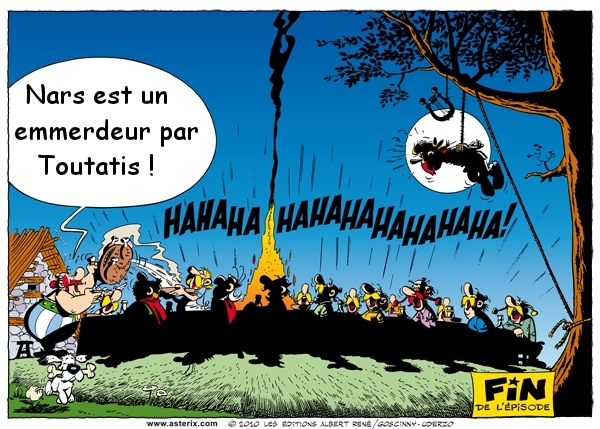 Nars est un
emmerdeur par
Toutatis !
HAHAHA HAHAHAHAHAHAHAHA!
FiN
DE L'ÉPISODE
www.asterix.com © 2010 LES ÉDITIONS ALBERT RENÉ/GOSCINNY-UDERZO